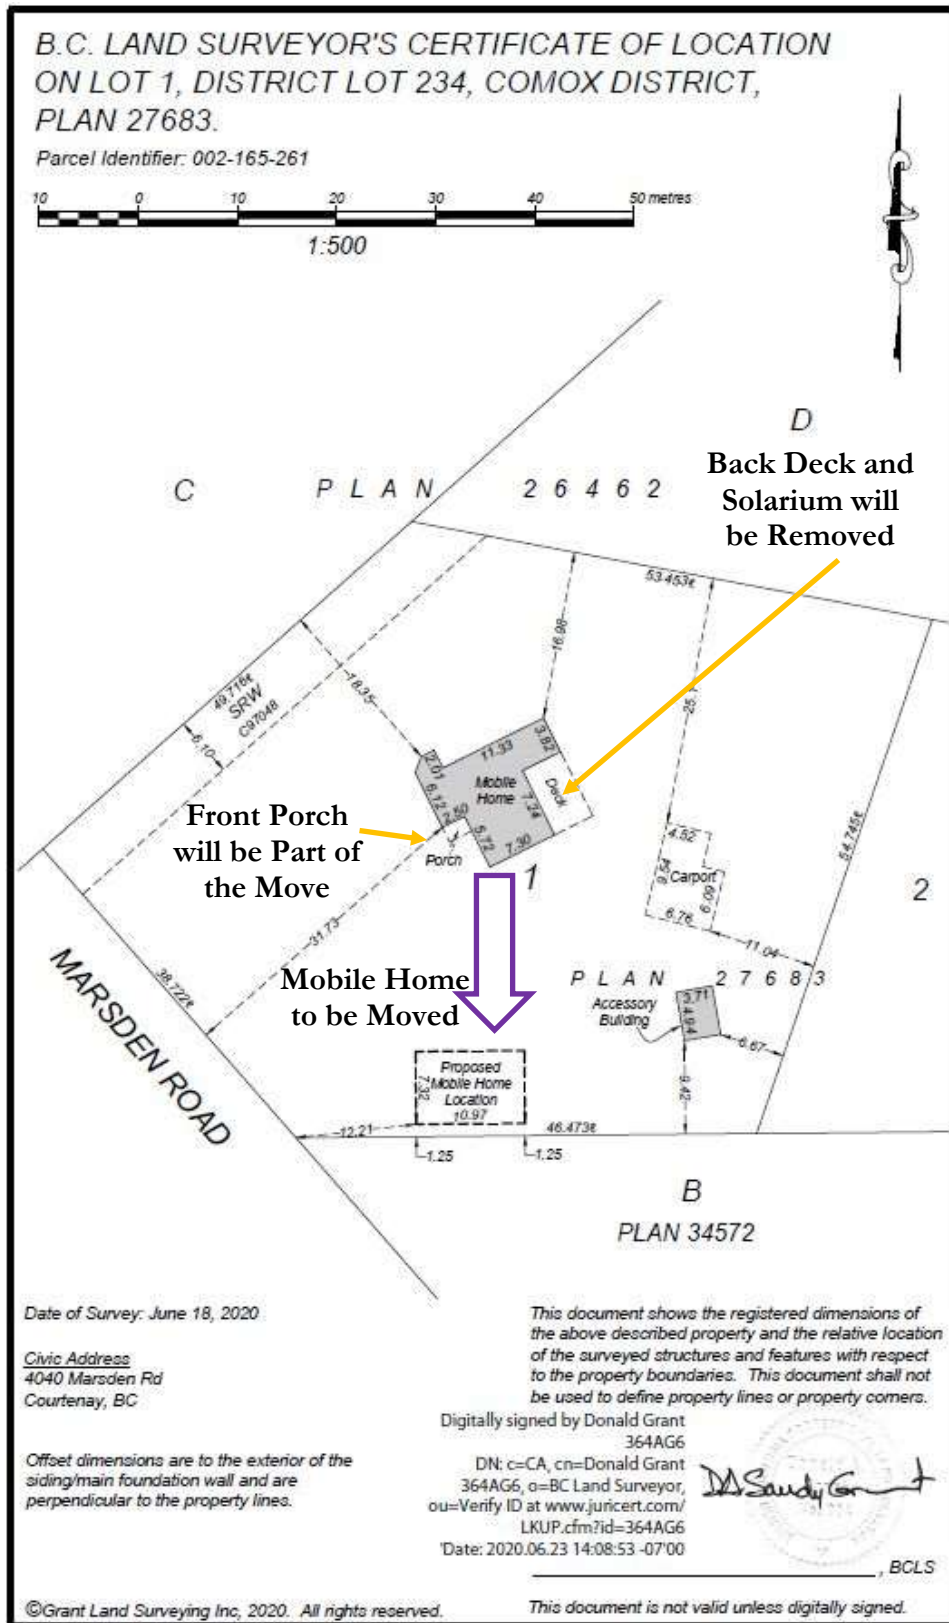 B.C. LAND SURVEYOR'S CERTIFICATE OF LOCATION
ON LOT 1, DISTRICT LOT 234, COMOX DISTRICT,
PLAN 27683.
Parcel Identifier: 002-165-261
10 0 10 20 30 40 50 metres
1:500
D
C
PLAN 26462
Back Deck and
Solarium will
be Removed
53.453€
16.98
25.1
18.35
49.716€
SRW
C97048
6.10
2.01
11.33
3.82
Mobile
Home
Deck
6.12
7.24
2.50
5.72
7.30
Porch
Front Porch
will be Part of
the Move
1
4.52
9.54
Carport
6.09
6.76
54.745€
2
11.04
31.73
38.722€
MARSDEN ROAD
Mobile Home
to be Moved
PLAN 27683
Accessory
Building
3.71
4.94
6.67
9.42
Proposed
Mobile Home
Location
7.32
10.97
12.21
46.473€
1.25
1.25
B
PLAN 34572
Date of Survey: June 18, 2020
Civic Address
4040 Marsden Rd
Courtenay, BC
Offset dimensions are to the exterior of the
siding/main foundation wall and are
perpendicular to the property lines.
This document shows the registered dimensions of
the above described property and the relative location
of the surveyed structures and features with respect
to the property boundaries. This document shall not
be used to define property lines or property corners.
Digitally signed by Donald Grant
364AG6
DN: c=CA, cn=Donald Grant
364AG6, o=BC Land Surveyor,
ou=Verify ID at www.juricert.com/
LKUP.cfm?id=364AG6
'Date: 2020.06.23 14:08:53 -07'00
DA Sandy Grant
, BCLS
©Grant Land Surveying Inc, 2020. All rights reserved.
This document is not valid unless digitally signed.